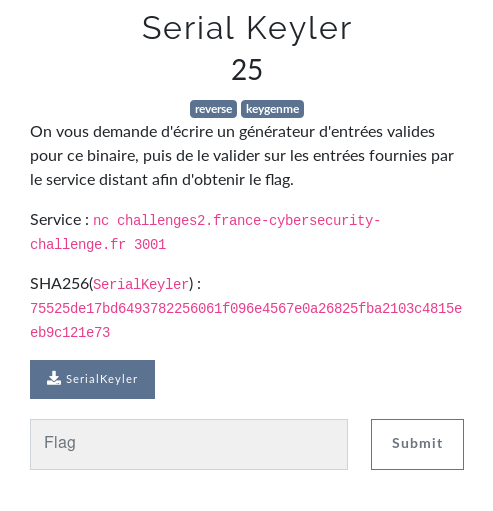 Serial Keyler
25
reverse keygenme
On vous demande d'écrire un générateur d'entrées valides
pour ce binaire, puis de le valider sur les entrées fournies par
le service distant afin d'obtenir le flag.
Service : nc challenges2.france-cybersecurity-
challenge.fr 3001
SHA256(SerialKeyler) :
75525de17bd6493782256061f096e4567e0a26825fba2103c4815e
eb9c121e73
SerialKeyler
Flag Submit